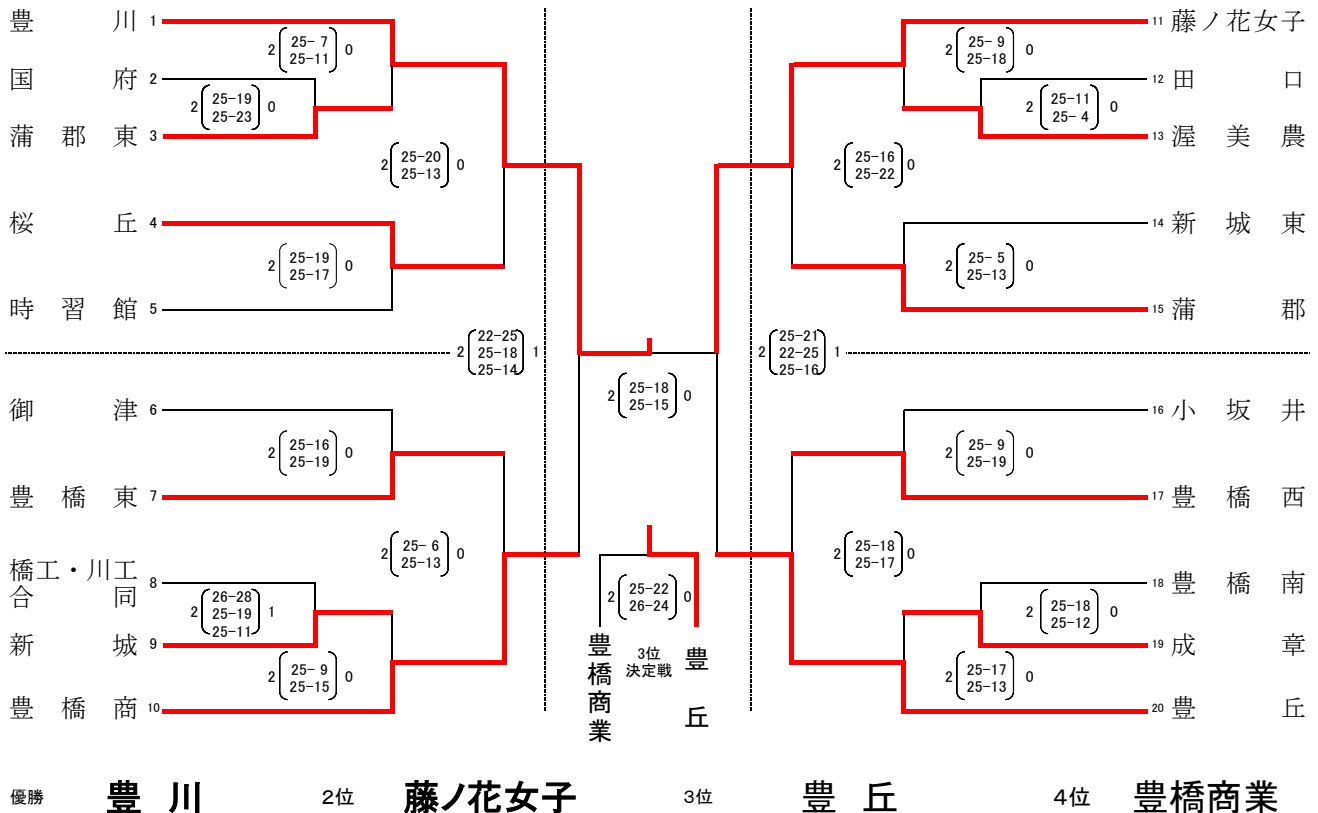 豊川 1
2 25-7 0
25-11
国府 2
2 25-19 0
25-23
蒲郡東 3
2 25-20 0
25-13
桜丘 4
2 25-19 0
25-17
時習館 5
2 22-25 1
25-18
25-14
御津 6
2 25-16 0
25-19
豊橋東 7
2 25-6 0
25-13
橋工・川工
合同 8
2 26-28 1
25-19
25-11
新城 9
2 25-9 0
25-15
豊橋商 10
2 25-18 0
25-15
2 25-22 0
26-24
豊橋商業
3位
決定戦
豊丘
11 藤ノ花女子
2 25-9 0
25-18
12 田口
2 25-11 0
25-4
13 渥美農
2 25-16 0
25-22
14 新城東
2 25-5 0
25-13
15 蒲郡
2 25-21 1
22-25
25-16
16 小坂井
2 25-9 0
25-19
17 豊橋西
2 25-18 0
25-17
18 豊橋南
2 25-18 0
25-12
19 成章
2 25-17 0
25-13
20 豊丘
優勝 豊川 2位 藤ノ花女子 3位 豊丘 4位 豊橋商業